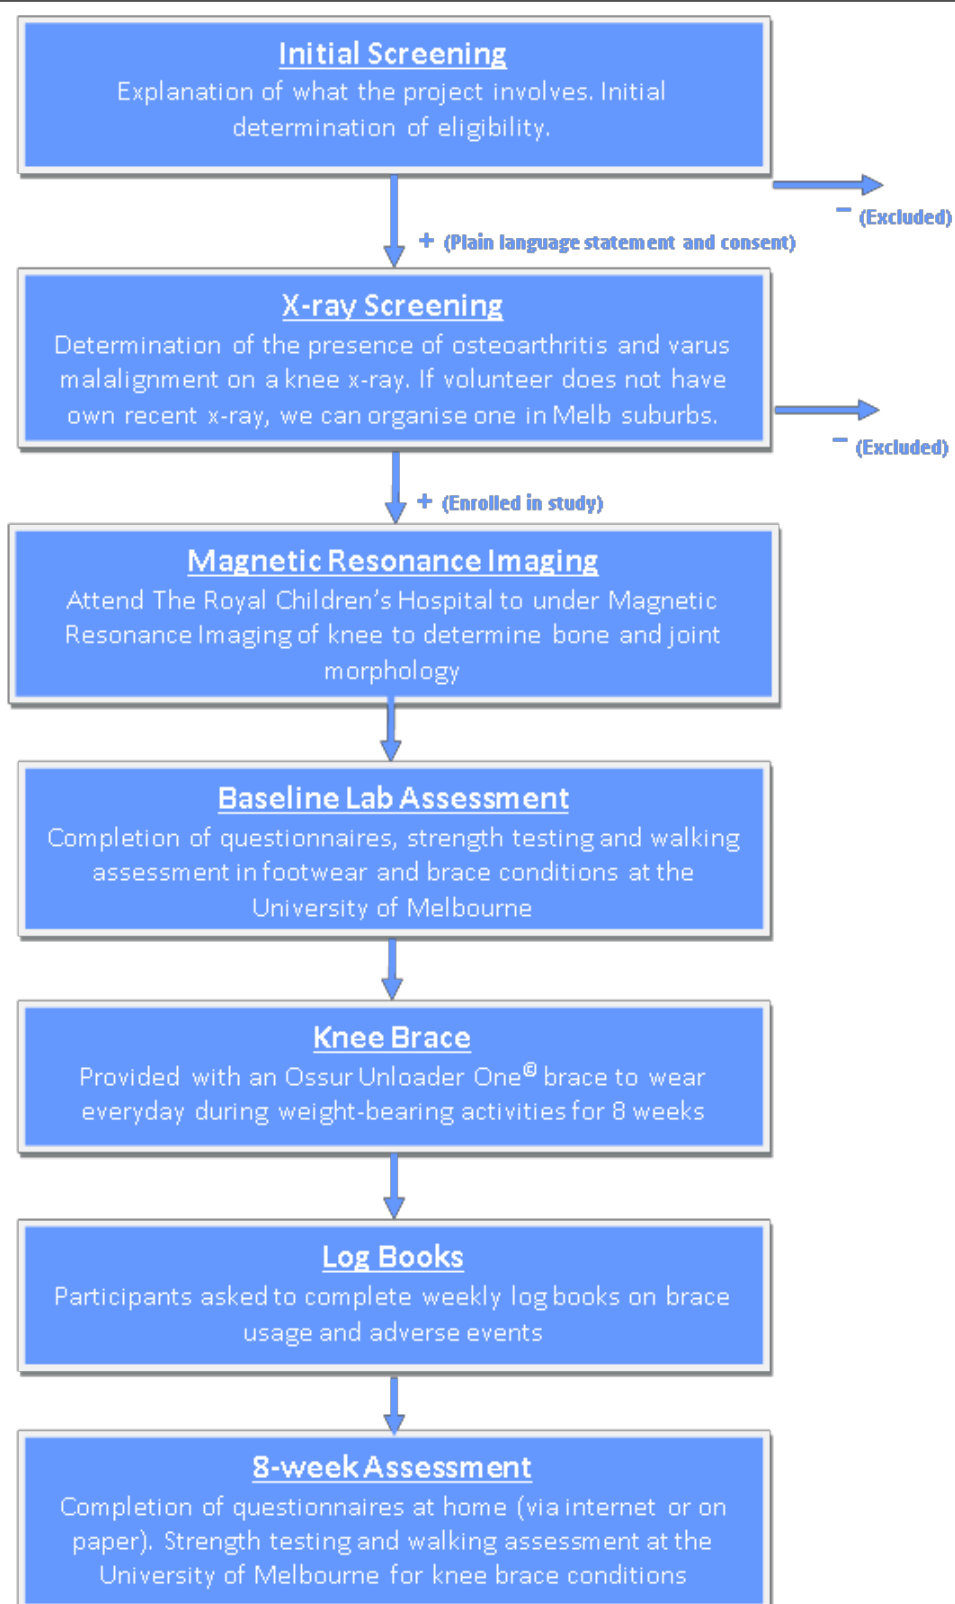 Initial Screening
Explanation of what the project involves. Initial
determination of eligibility.
− (Excluded)
+ (Plain language statement and consent)
X-ray Screening
Determination of the presence of osteoarthritis and varus
malalignment on a knee x-ray. If volunteer does not have
own recent x-ray, we can organise one in Melb suburbs.
− (Excluded)
+ (Enrolled in study)
Magnetic Resonance Imaging
Attend The Royal Children's Hospital to under Magnetic
Resonance Imaging of knee to determine bone and joint
morphology
Baseline Lab Assessment
Completion of questionnaires, strength testing and walking
assessment in footwear and brace conditions at the
University of Melbourne
Knee Brace
Provided with an Ossur Unloader One© brace to wear
everyday during weight-bearing activities for 8 weeks
Log Books
Participants asked to complete weekly log books on brace
usage and adverse events
8-week Assessment
Completion of questionnaires at home (via internet or on
paper). Strength testing and walking assessment at the
University of Melbourne for knee brace conditions